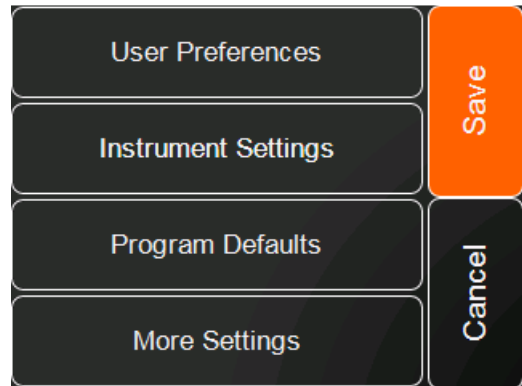 User Preferences
Instrument Settings
Program Defaults
More Settings
Save
Cancel